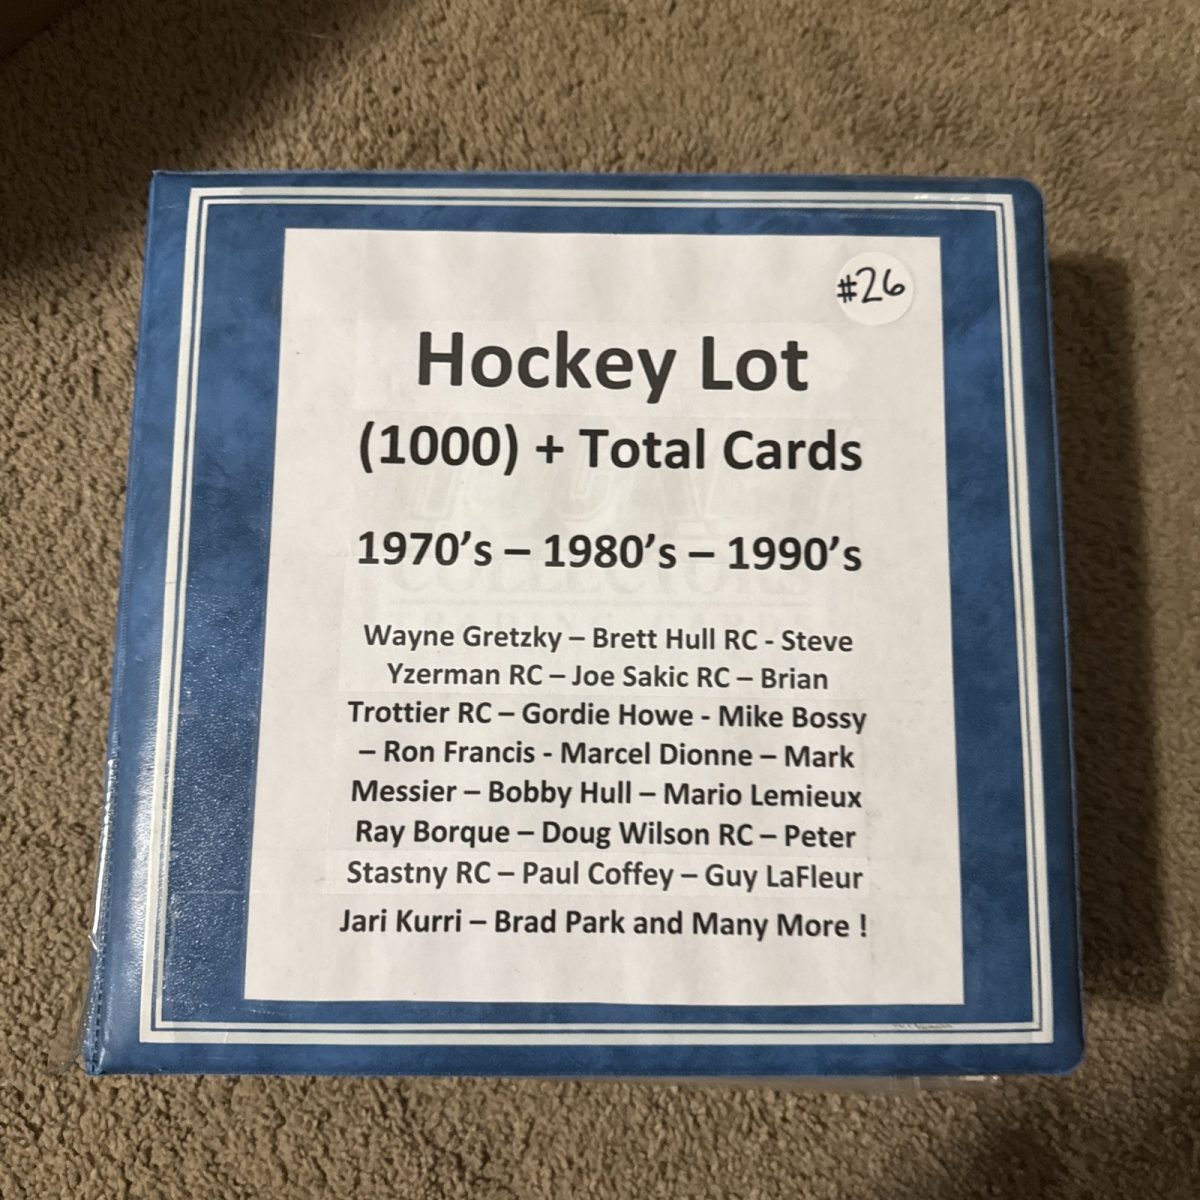 #26
Hockey Lot
(1000) + Total Cards
1970’s – 1980’s – 1990’s
Wayne Gretzky – Brett Hull RC - Steve
Yzerman RC – Joe Sakic RC – Brian
Trottier RC – Gordie Howe - Mike Bossy
– Ron Francis - Marcel Dionne – Mark
Messier – Bobby Hull – Mario Lemieux
Ray Borque – Doug Wilson RC – Peter
Stastny RC – Paul Coffey – Guy LaFleur
Jari Kurri – Brad Park and Many More !
COLLECTORS